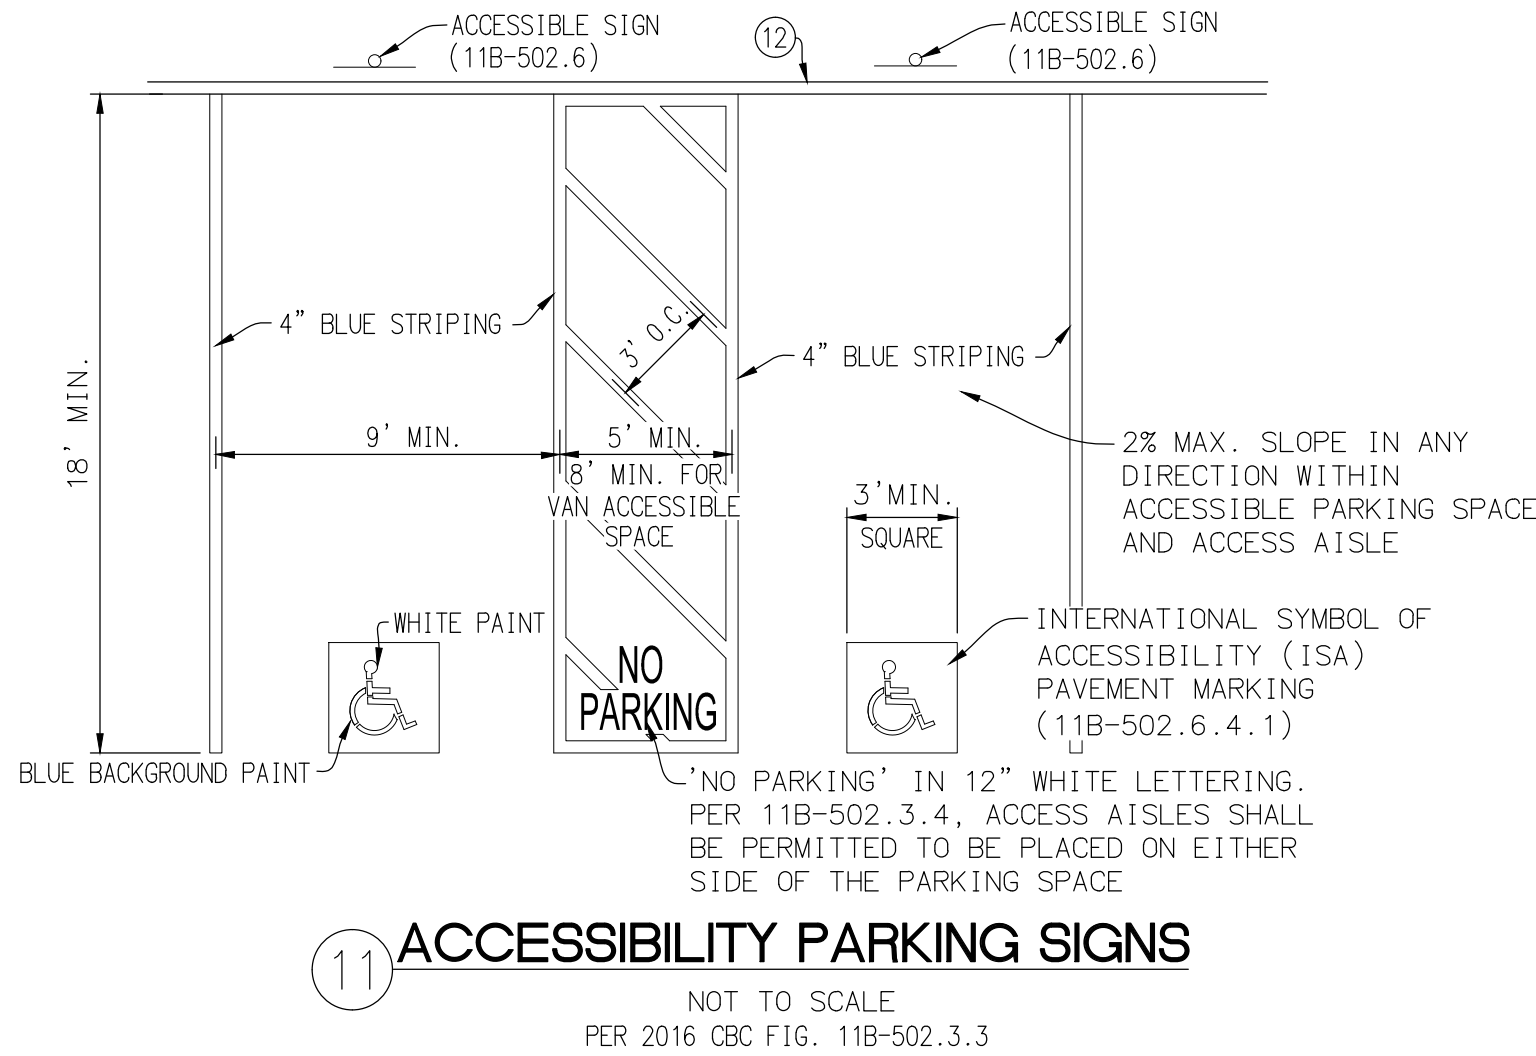 ACCESSIBLE SIGN
(11B-502.6)
12
ACCESSIBLE SIGN
(11B-502.6)
18' MIN.
4" BLUE STRIPING
3' O.C.
4" BLUE STRIPING
9' MIN.
5' MIN.
8' MIN. FOR
VAN ACCESSIBLE
SPACE
2% MAX. SLOPE IN ANY
DIRECTION WITHIN
ACCESSIBLE PARKING SPACE
AND ACCESS AISLE
3'MIN.
SQUARE
WHITE PAINT
BLUE BACKGROUND PAINT
NO
PARKING
INTERNATIONAL SYMBOL OF
ACCESSIBILITY (ISA)
PAVEMENT MARKING
(11B-502.6.4.1)
'NO PARKING' IN 12" WHITE LETTERING.
PER 11B-502.3.4, ACCESS AISLES SHALL
BE PERMITTED TO BE PLACED ON EITHER
SIDE OF THE PARKING SPACE
11
ACCESSIBILITY PARKING SIGNS
NOT TO SCALE
PER 2016 CBC FIG. 11B-502.3.3